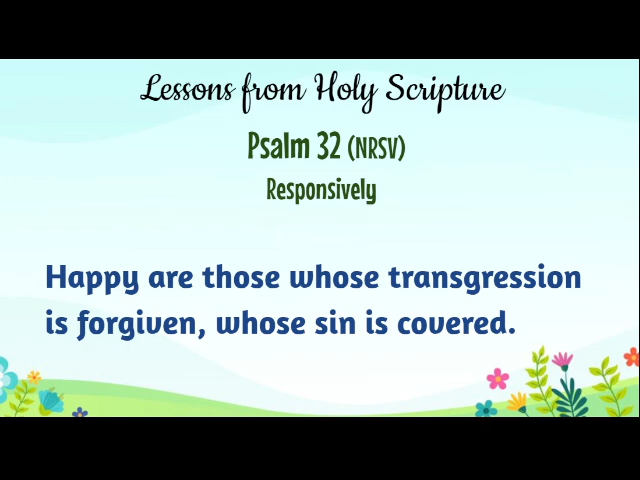 Lessons from Holy Scripture
Psalm 32 (NRSV)
Responsively
Happy are those whose transgression
is forgiven, whose sin is covered.